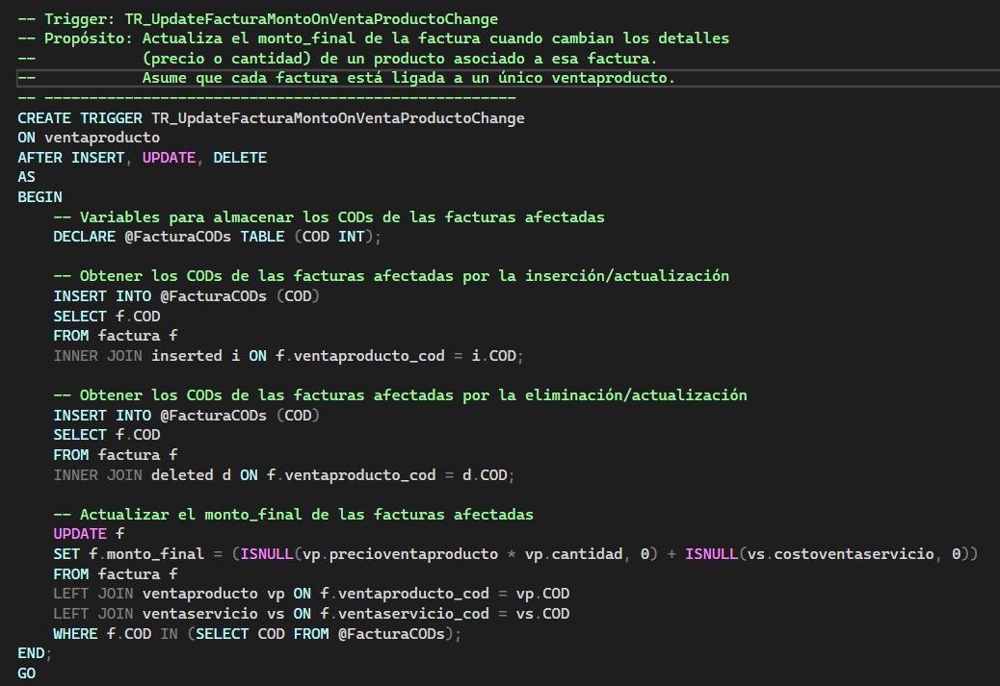 -- Trigger: TR_UpdateFacturaMontoOnVentaProductoChange
-- Propósito: Actualiza el monto_final de la factura cuando cambian los detalles
--            (precio o cantidad) de un producto asociado a esa factura.
--            Asume que cada factura está ligada a un único ventaproducto.
-- -----------------------------------------------------
CREATE TRIGGER TR_UpdateFacturaMontoOnVentaProductoChange
ON ventaproducto
AFTER INSERT, UPDATE, DELETE
AS
BEGIN
    -- Variables para almacenar los CODs de las facturas afectadas
    DECLARE @FacturaCODs TABLE (COD INT);

    -- Obtener los CODs de las facturas afectadas por la inserción/actualización
    INSERT INTO @FacturaCODs (COD)
    SELECT f.COD
    FROM factura f
    INNER JOIN inserted i ON f.ventaproducto_cod = i.COD;

    -- Obtener los CODs de las facturas afectadas por la eliminación/actualización
    INSERT INTO @FacturaCODs (COD)
    SELECT f.COD
    FROM factura f
    INNER JOIN deleted d ON f.ventaproducto_cod = d.COD;

    -- Actualizar el monto_final de las facturas afectadas
    UPDATE f
    SET f.monto_final = (ISNULL(vp.precioventaproducto * vp.cantidad, 0) + ISNULL(vs.costoventaservicio, 0))
    FROM factura f
    LEFT JOIN ventaproducto vp ON f.ventaproducto_cod = vp.COD
    LEFT JOIN ventaservicio vs ON f.ventaservicio_cod = vs.COD
    WHERE f.COD IN (SELECT COD FROM @FacturaCODs);
END;
GO